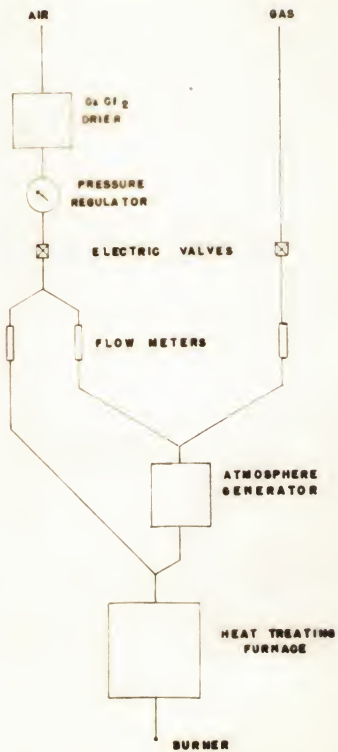 AIR
GAS
CaCl2
DRIER
PRESSURE
REGULATOR
ELECTRIC VALVES
FLOW METERS
ATMOSPHERE
GENERATOR
HEAT TREATING
FURNACE
BURNER